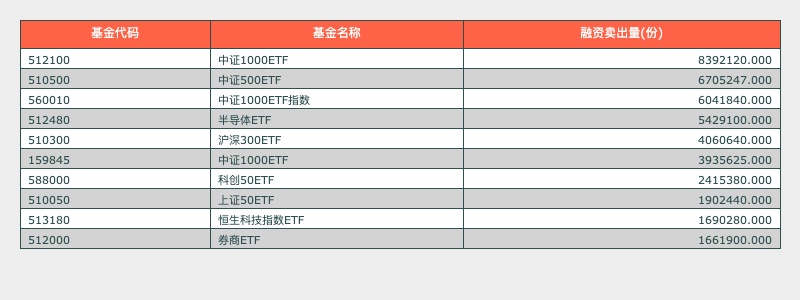 基金代码 基金名称 融资卖出量(份)
512100 中证1000ETF 8392120.000
510500 中证500ETF 6705247.000
560010 中证1000ETF指数 6041840.000
512480 半导体ETF 5429100.000
510300 沪深300ETF 4060640.000
159845 中证1000ETF 3935625.000
588000 科创50ETF 2415380.000
510050 上证50ETF 1902440.000
513180 恒生科技指数ETF 1690280.000
512000 券商ETF 1661900.000